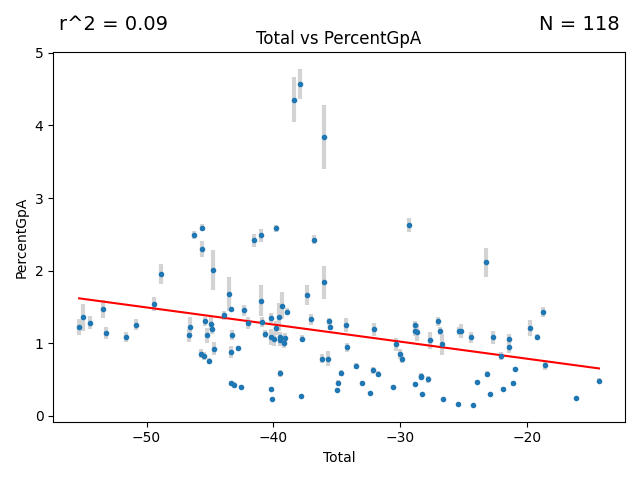 r^2 = 0.09
N = 118
Total vs PercentGpA
5
4
3
2
1
0
PercentGpA
−50
−40
−30
−20
Total